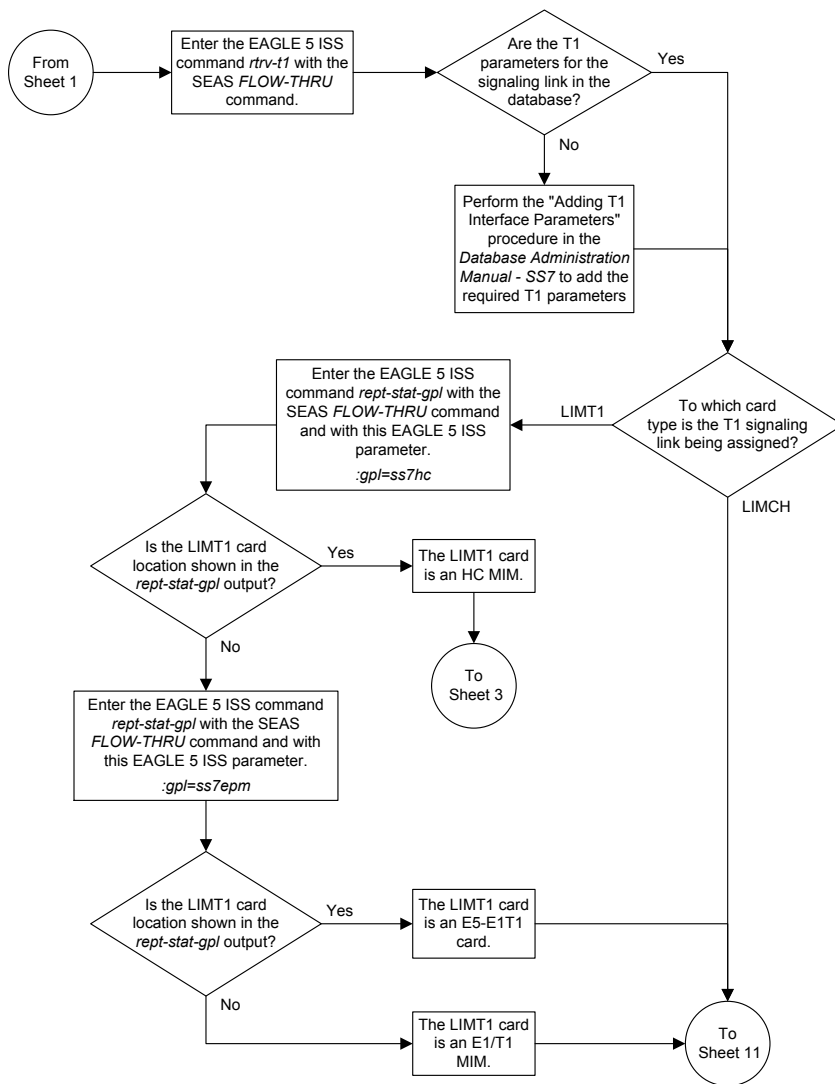 From
Sheet 1
Enter the EAGLE 5 ISS
command rtrv-t1 with the
SEAS FLOW-THRU
command.
Are the T1
parameters for the
signaling link in the
database?
Yes
No
Perform the "Adding T1
Interface Parameters"
procedure in the
Database Administration
Manual - SS7 to add the
required T1 parameters
To which card
type is the T1 signaling
link being assigned?
LIMT1
LIMCH
Enter the EAGLE 5 ISS
command rept-stat-gpl with the
SEAS FLOW-THRU command
and with this EAGLE 5 ISS
parameter.
:gpl=ss7hc
Is the LIMT1 card
location shown in the
rept-stat-gpl output?
Yes
The LIMT1 card
is an HC MIM.
To
Sheet 3
No
Enter the EAGLE 5 ISS command
rept-stat-gpl with the SEAS
FLOW-THRU command and with
this EAGLE 5 ISS parameter.
:gpl=ss7epm
Is the LIMT1 card
location shown in the
rept-stat-gpl output?
Yes
The LIMT1 card
is an E5-E1T1
card.
No
The LIMT1 card
is an E1/T1
MIM.
To
Sheet 11